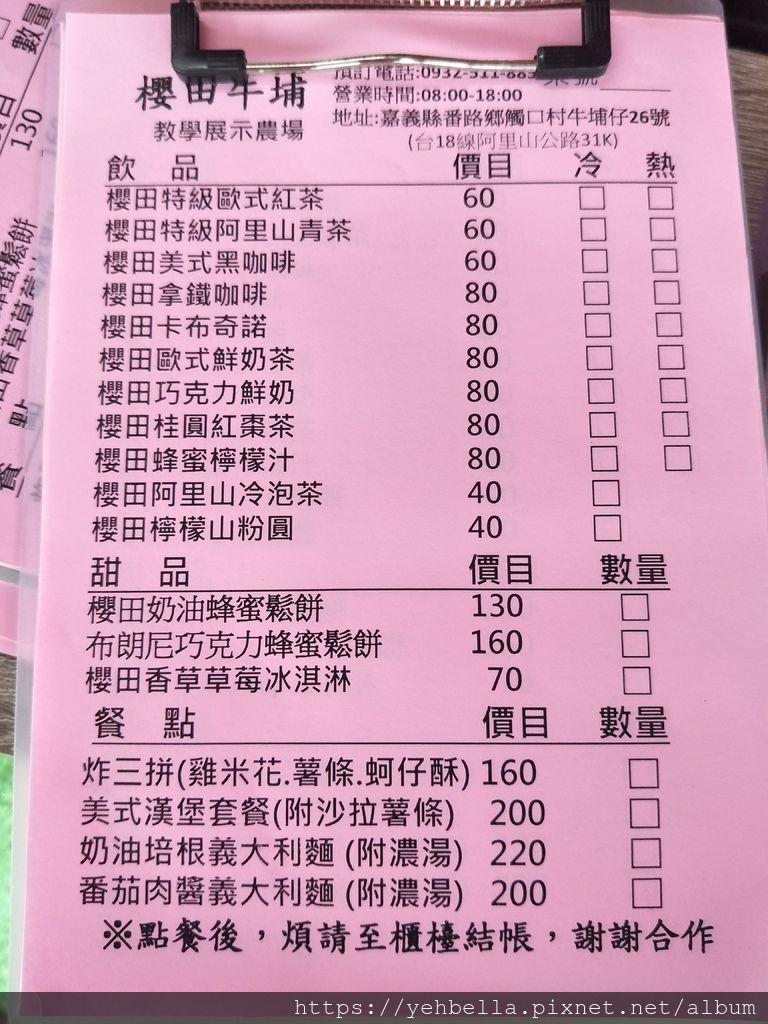 櫻田牛埔
教學展示農場
預訂電話:0932-511-885
營業時間:08:00-18:00
地址:嘉義縣番路鄉觸口村牛埔仔26號
(台18線阿里山公路31K)
飲 品 價目 冷 熱
櫻田特級歐式紅茶 60 □ □
櫻田特級阿里山青茶 60 □ □
櫻田美式黑咖啡 60 □ □
櫻田拿鐵咖啡 80 □ □
櫻田卡布奇諾 80 □ □
櫻田歐式鮮奶茶 80 □ □
櫻田巧克力鮮奶 80 □ □
櫻田桂圓紅棗茶 80 □ □
櫻田蜂蜜檸檬汁 80 □ □
櫻田阿里山冷泡茶 40 □
櫻田檸檬山粉圓 40 □
甜 品 價目 數量
櫻田奶油蜂蜜鬆餅 130 □
布朗尼巧克力蜂蜜鬆餅 160 □
櫻田香草草莓冰淇淋 70 □
餐 點 價目 數量
炸三拼(雞米花.薯條.蚵仔酥) 160 □
美式漢堡套餐(附沙拉薯條) 200 □
奶油培根義大利麵 (附濃湯) 220 □
番茄肉醬義大利麵 (附濃湯) 200 □
※點餐後，煩請至櫃檯結帳，謝謝合作
數量
130
蜜鬆餅
香草草莓
點
餐
https://yehbella.pixnet.net/album